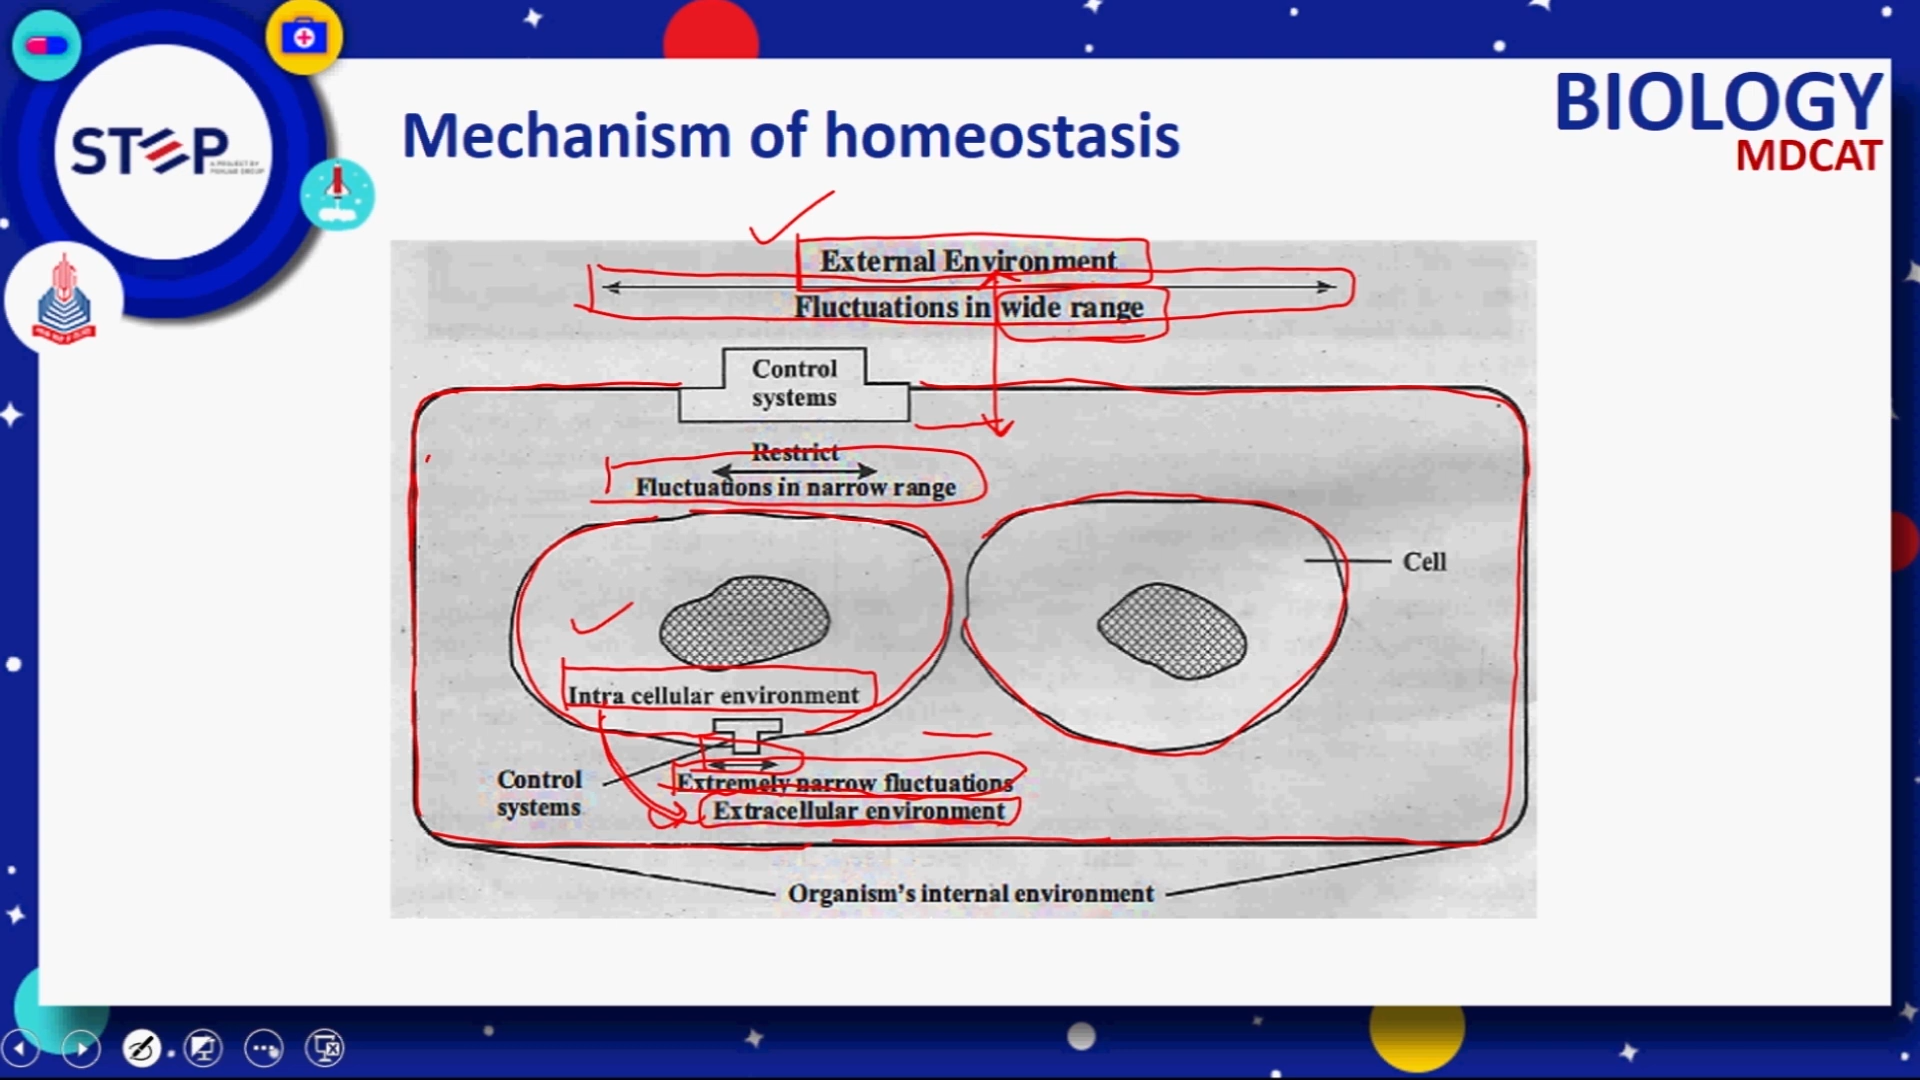 BIOLOGY
MDCAT
STEP
Mechanism of homeostasis
External Environment
Fluctuations in wide range
Control
systems
Restrict
Fluctuations in narrow range
Cell
Intra cellular environment
Control
systems
Extremely narrow fluctuations
Extracellular environment
Organism's internal environment